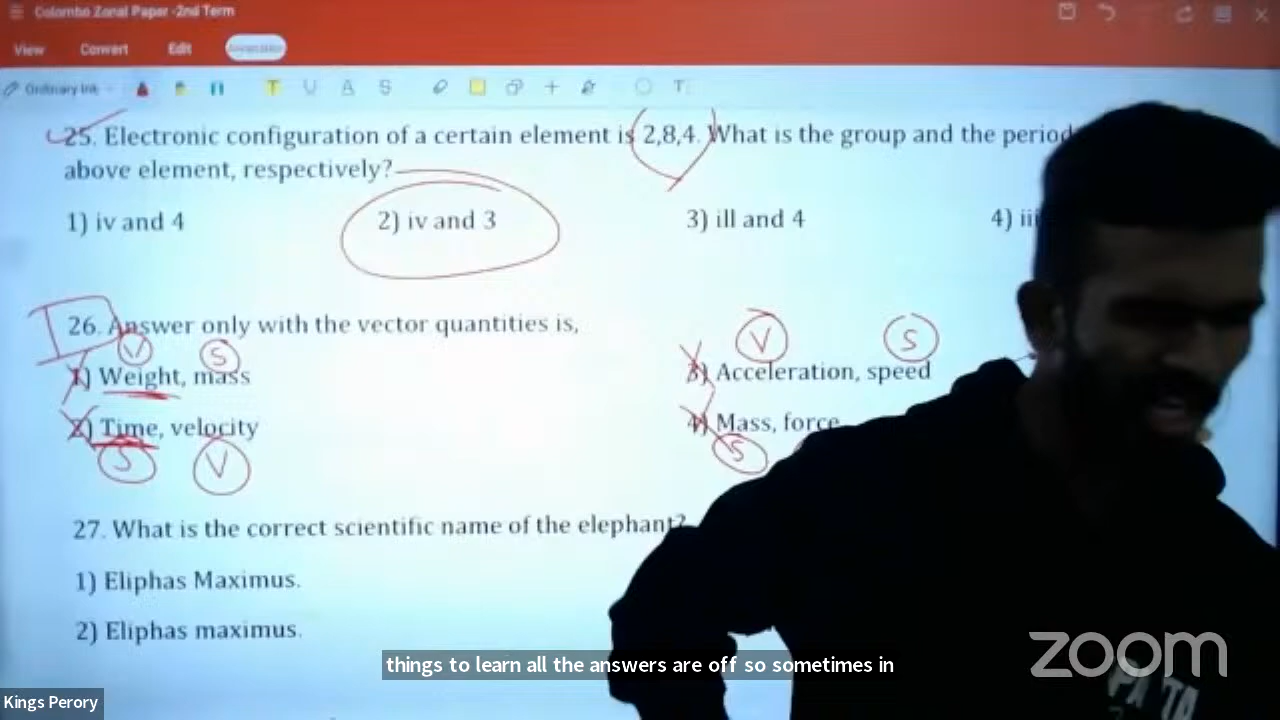 Colombo Zonal Paper -2nd Term
View Convert Edit Annotate
Ordinary Ink
25. Electronic configuration of a certain element is 2,8,4. What is the group and the period
above element, respectively?
1) iv and 4 2) iv and 3 3) ill and 4 4) iii
26. Answer only with the vector quantities is,
V S V S
1) Weight, mass 3) Acceleration, speed
2) Time, velocity 4) Mass, force
S V S
27. What is the correct scientific name of the elephant?
1) Eliphas Maximus.
2) Eliphas maximus.
things to learn all the answers are off so sometimes in
zoom
Kings Perory